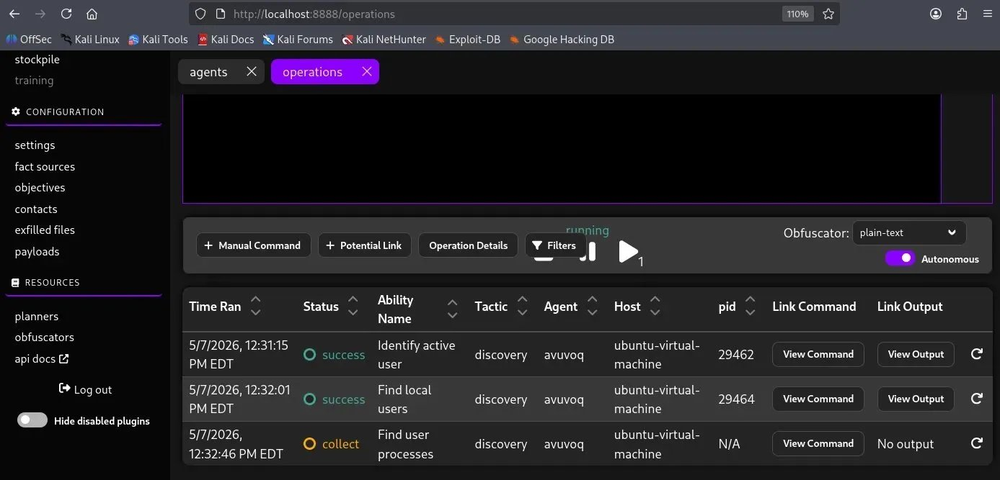 http://localhost:8888/operations
110%
OffSec
Kali Linux
Kali Tools
Kali Docs
Kali Forums
Kali NetHunter
Exploit-DB
Google Hacking DB
stockpile
training
CONFIGURATION
settings
fact sources
objectives
contacts
exfilled files
payloads
RESOURCES
planners
obfuscators
api docs
Log out
Hide disabled plugins
agents
operations
Manual Command
Potential Link
Operation Details
Filters
running
1
Obfuscator:
plain-text
Autonomous
Time Ran
Status
Ability
Name
Tactic
Agent
Host
pid
Link Command
Link Output
5/7/2026, 12:31:15
PM EDT
success
Identify active
user
discovery
avuvoq
ubuntu-virtual-
machine
29462
View Command
View Output
5/7/2026, 12:32:01
PM EDT
success
Find local
users
discovery
avuvoq
ubuntu-virtual-
machine
29464
View Command
View Output
5/7/2026,
12:32:46 PM EDT
collect
Find user
processes
discovery
avuvoq
ubuntu-virtual-
machine
N/A
View Command
No output